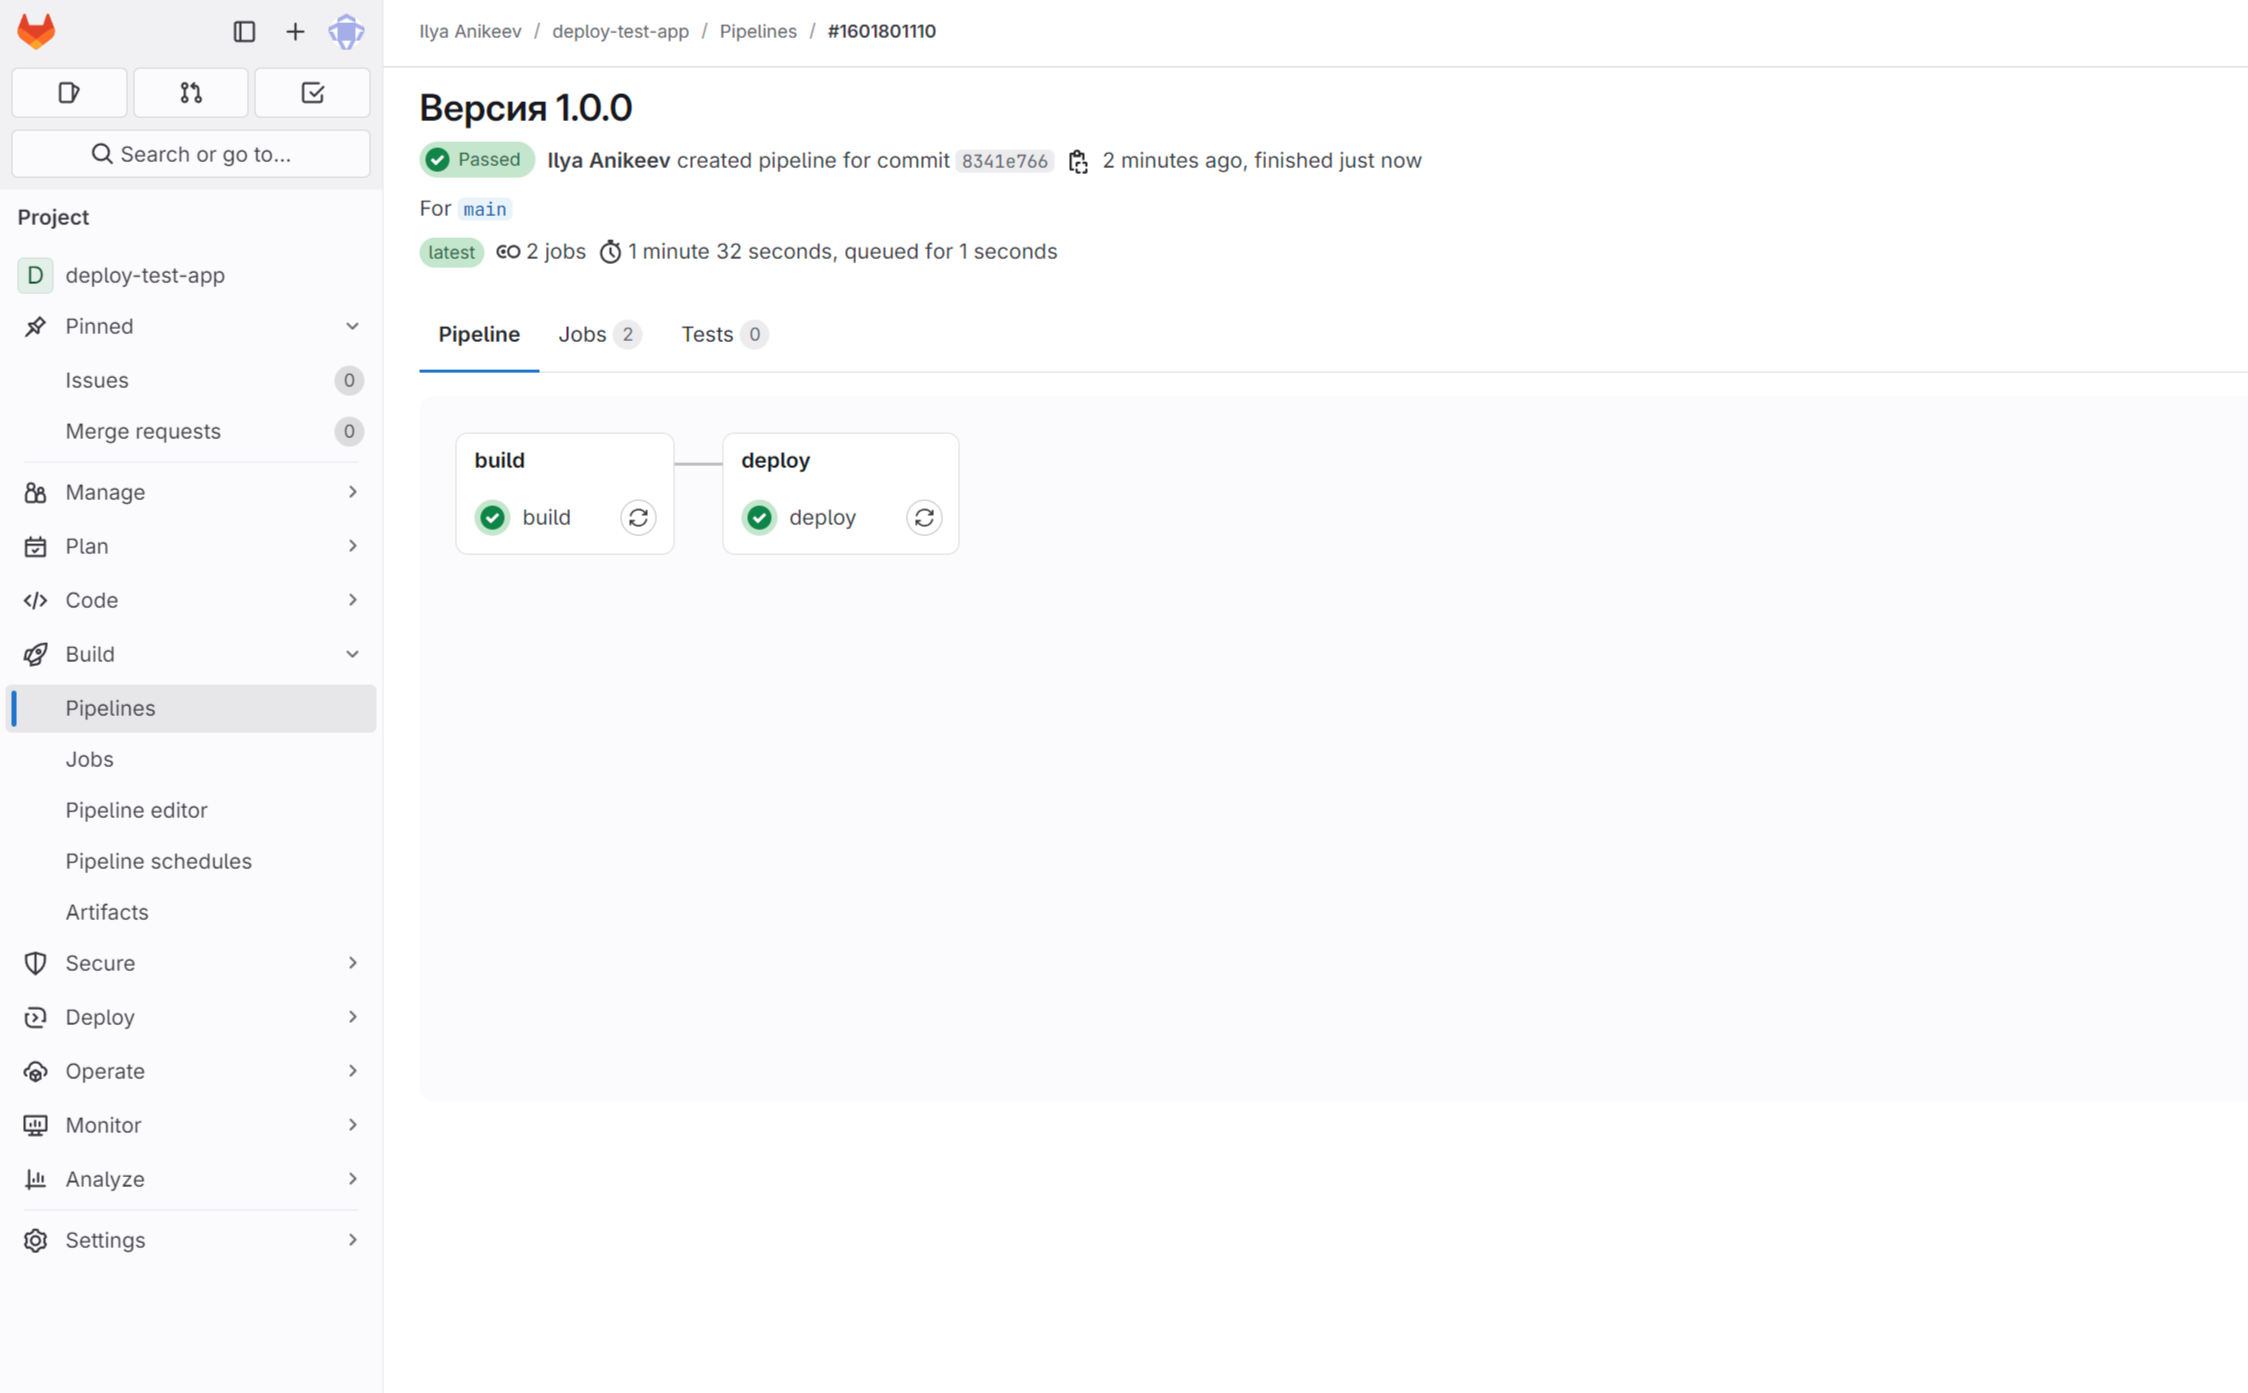 Ilya Anikeev / deploy-test-app / Pipelines / #1601801110
Search or go to...
Project
D deploy-test-app
Pinned
Issues 0
Merge requests 0
Manage
Plan
Code
Build
Pipelines
Jobs
Pipeline editor
Pipeline schedules
Artifacts
Secure
Deploy
Operate
Monitor
Analyze
Settings
Версия 1.0.0
Passed Ilya Anikeev created pipeline for commit 8341e766 2 minutes ago, finished just now
For main
latest 2 jobs 1 minute 32 seconds, queued for 1 seconds
Pipeline Jobs 2 Tests 0
build deploy
build deploy